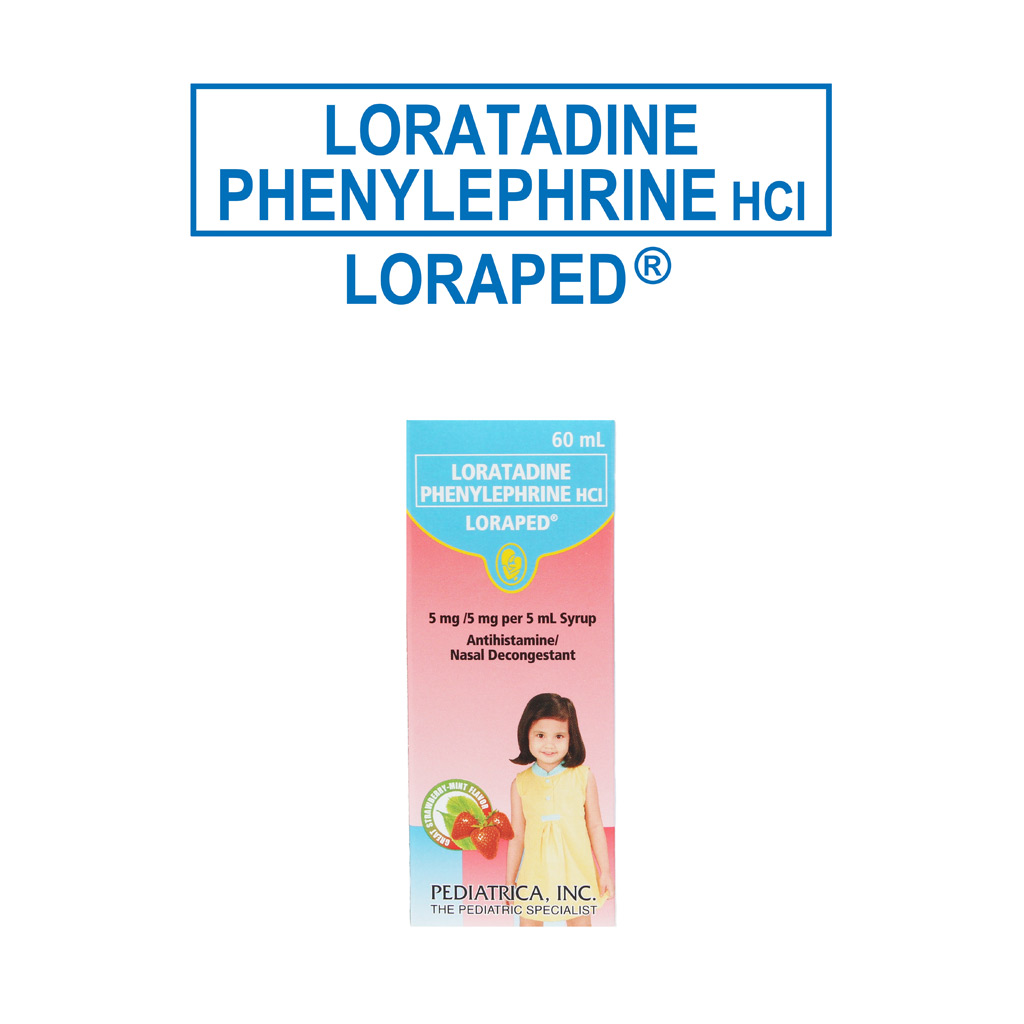 LORATADINE
PHENYLEPHRINE HCl
LORAPED®
60 mL
LORATADINE
PHENYLEPHRINE HCl
LORAPED®
5 mg /5 mg per 5 mL Syrup
Antihistamine/
Nasal Decongestant
GREAT STRAWBERRY-MINT FLAVOR
PEDIATRICA, INC.
THE PEDIATRIC SPECIALIST